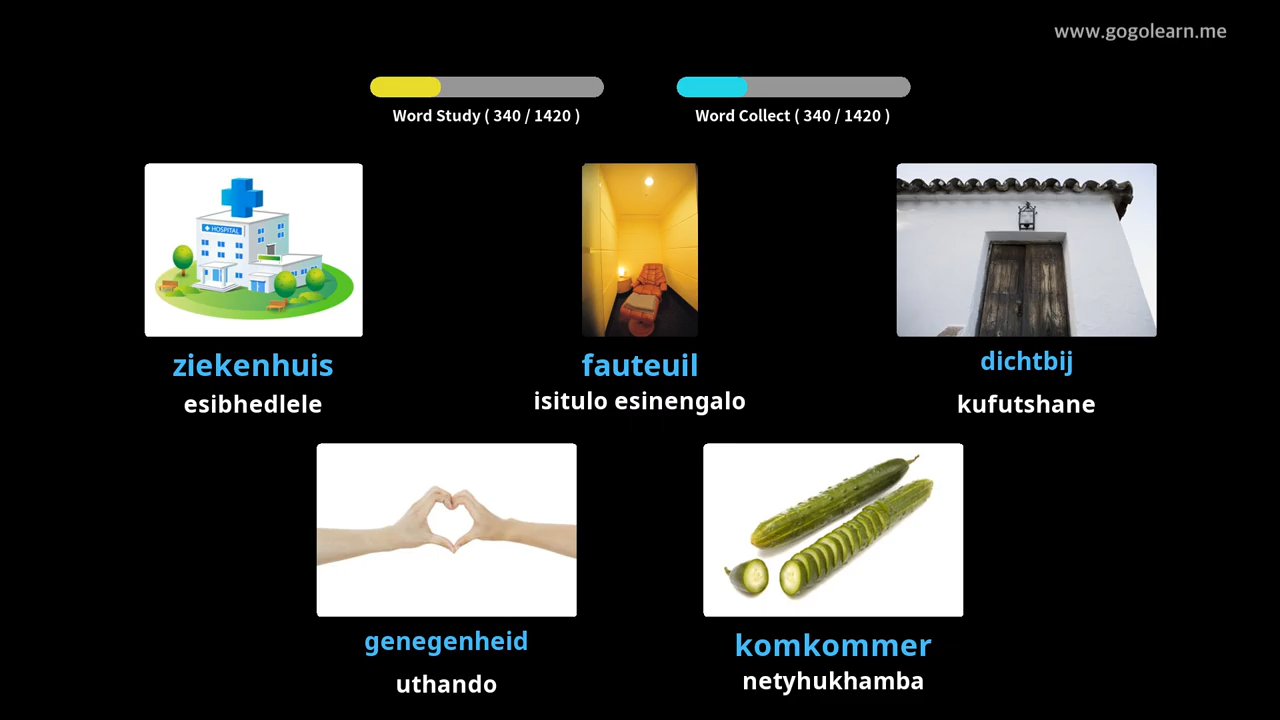 www.gogolearn.me
Word Study ( 340 / 1420 )
Word Collect ( 340 / 1420 )
HOSPITAL
ziekenhuis
esibhedlele
fauteuil
isitulo esinengalo
dichtbij
kufutshane
genegenheid
uthando
komkommer
netyhukhamba